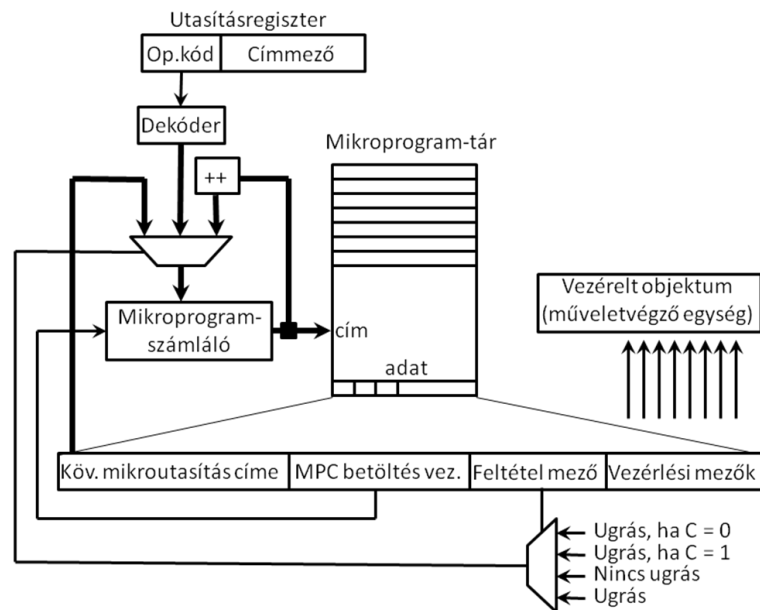 Utasításregiszter
Op.kód
Címmező
Dekóder
Mikroprogram-tár
++
Vezérelt objektum
(műveletvégző egység)
Mikroprogram-
számláló
cím
adat
Köv. mikroutasítás címe
MPC betöltés vez.
Feltétel mező
Vezérlési mezők
Ugrás, ha C = 0
Ugrás, ha C = 1
Nincs ugrás
Ugrás